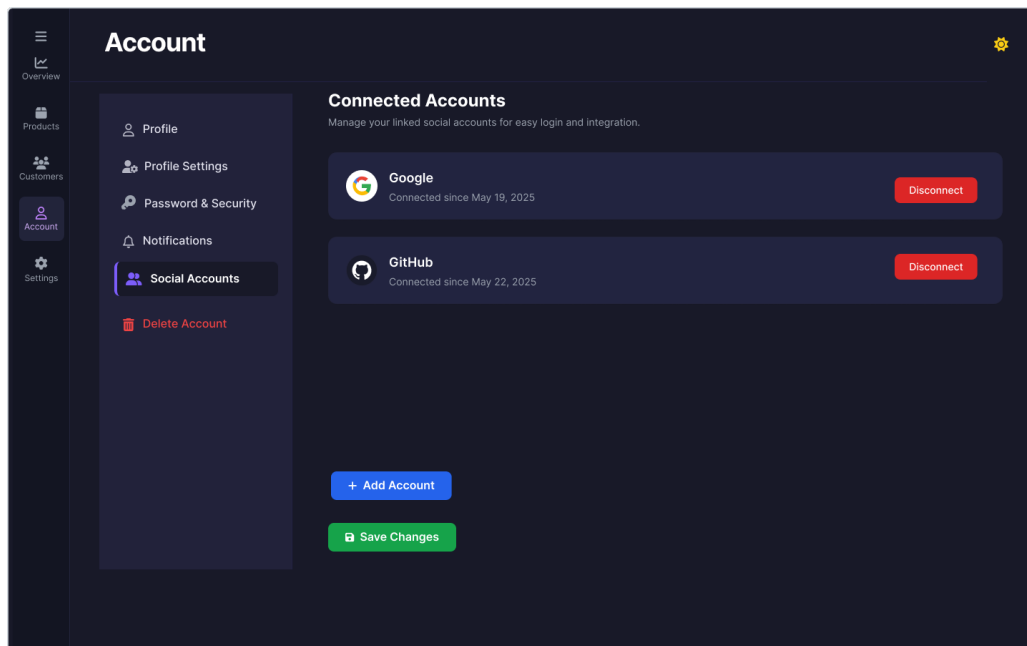 Account
Overview
Products
Customers
Account
Settings
Profile
Profile Settings
Password & Security
Notifications
Social Accounts
Delete Account
Connected Accounts
Manage your linked social accounts for easy login and integration.
Google
Connected since May 19, 2025
Disconnect
GitHub
Connected since May 22, 2025
Disconnect
+ Add Account
Save Changes